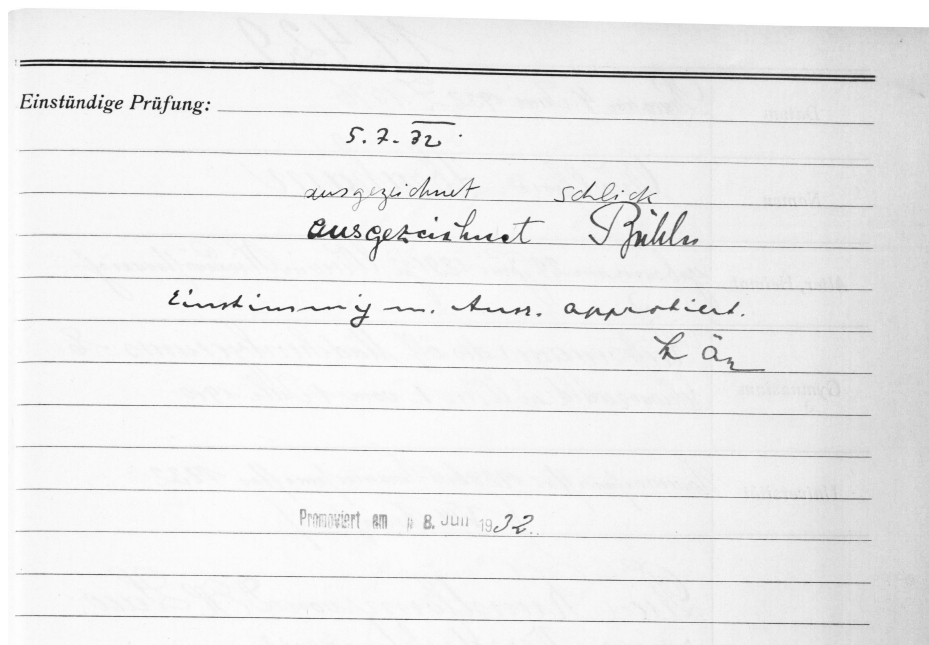 Einstündige Prüfung:
5.7.32.
ausgezeichnet Schlick
ausgezeichnet Bühler
Einstimmig m. Ausz. approbiert.
Promoviert am 8. Juli 1932.